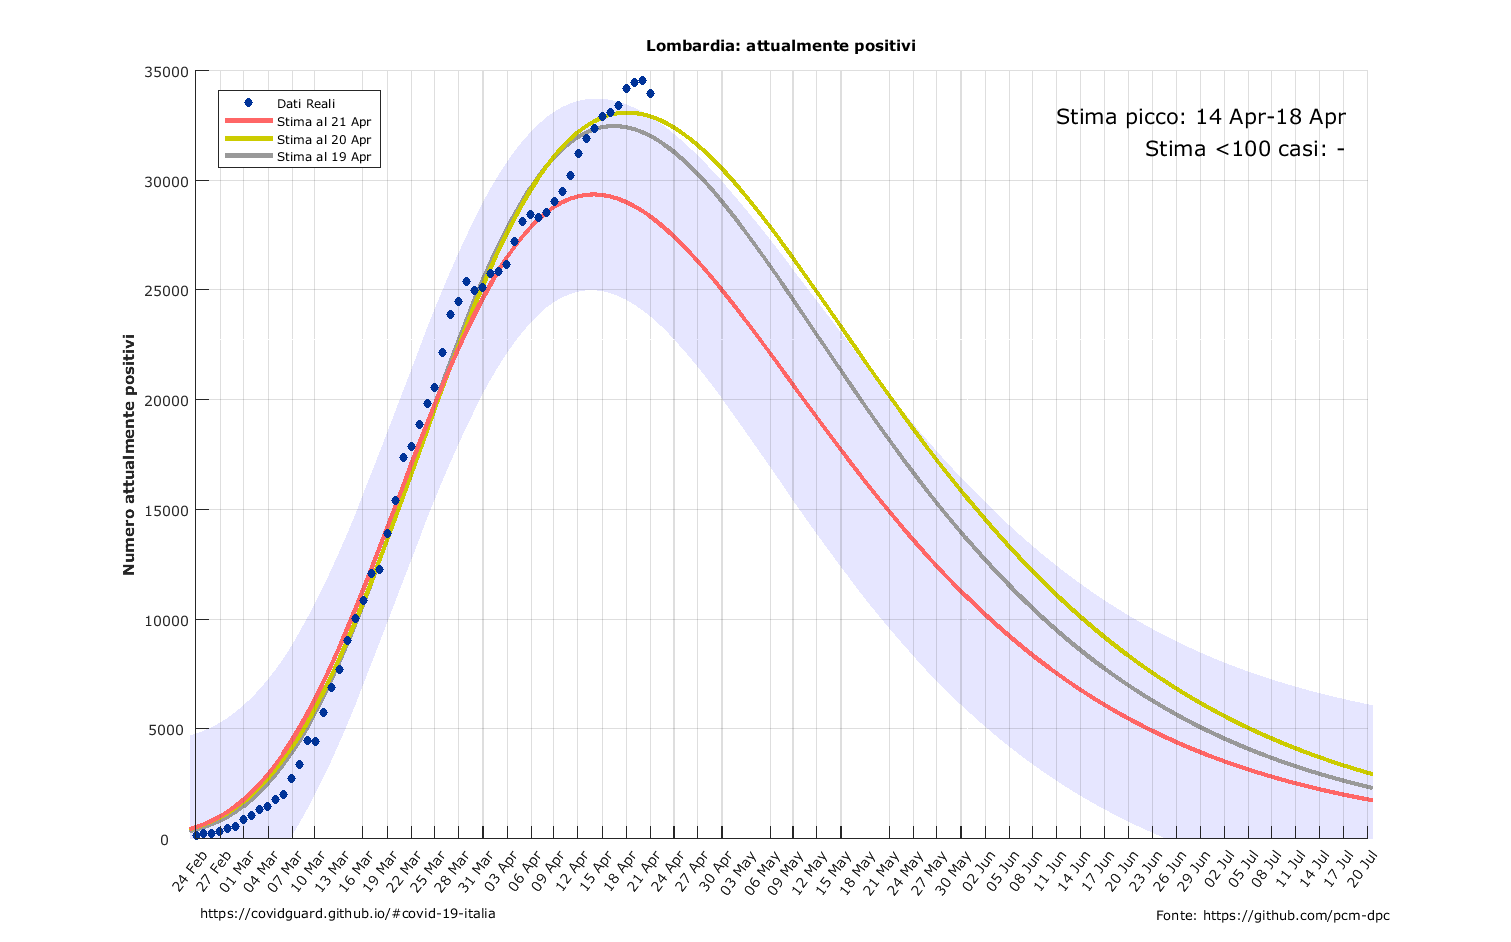 Lombardia: attualmente positivi
35000
30000
25000
20000
15000
10000
5000
0
Numero attualmente positivi
Dati Reali
Stima al 21 Apr
Stima al 20 Apr
Stima al 19 Apr
Stima picco: 14 Apr-18 Apr
Stima <100 casi: -
24 Feb
27 Feb
01 Mar
04 Mar
07 Mar
10 Mar
13 Mar
16 Mar
19 Mar
22 Mar
25 Mar
28 Mar
31 Mar
03 Apr
06 Apr
09 Apr
12 Apr
15 Apr
18 Apr
21 Apr
24 Apr
27 Apr
30 Apr
03 May
06 May
09 May
12 May
15 May
18 May
21 May
24 May
27 May
30 May
02 Jun
05 Jun
08 Jun
11 Jun
14 Jun
17 Jun
20 Jun
23 Jun
26 Jun
29 Jun
02 Jul
05 Jul
08 Jul
11 Jul
14 Jul
17 Jul
20 Jul
https://covidguard.github.io/#covid-19-italia
Fonte: https://github.com/pcm-dpc